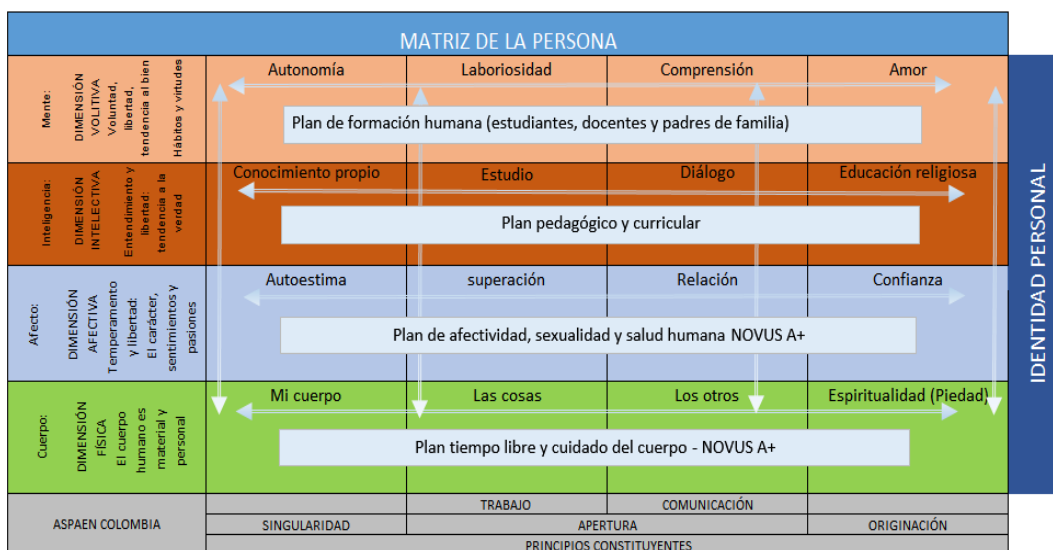 MATRIZ DE LA PERSONA
Mente:
DIMENSIÓN
VOLITIVA
Voluntad,
libertad,
tendencia al bien
Hábitos y virtudes
Autonomía
Laboriosidad
Comprensión
Amor
Plan de formación humana (estudiantes, docentes y padres de familia)
Inteligencia:
DIMENSIÓN
INTELECTIVA
Entendimiento y
libertad:
tendencia a la
verdad
Conocimiento propio
Estudio
Diálogo
Educación religiosa
Plan pedagógico y curricular
Afecto:
DIMENSIÓN
AFECTIVA
Temperamento
y libertad:
El carácter,
sentimientos y
pasiones
Autoestima
superación
Relación
Confianza
Plan de afectividad, sexualidad y salud humana NOVUS A+
Cuerpo:
DIMENSIÓN
FÍSICA
El cuerpo
humano es
material y
personal
Mi cuerpo
Las cosas
Los otros
Espiritualidad (Piedad)
Plan tiempo libre y cuidado del cuerpo - NOVUS A+
IDENTIDAD PERSONAL
ASPAEN COLOMBIA
TRABAJO
COMUNICACIÓN
SINGULARIDAD
APERTURA
ORIGINACIÓN
PRINCIPIOS CONSTITUYENTES